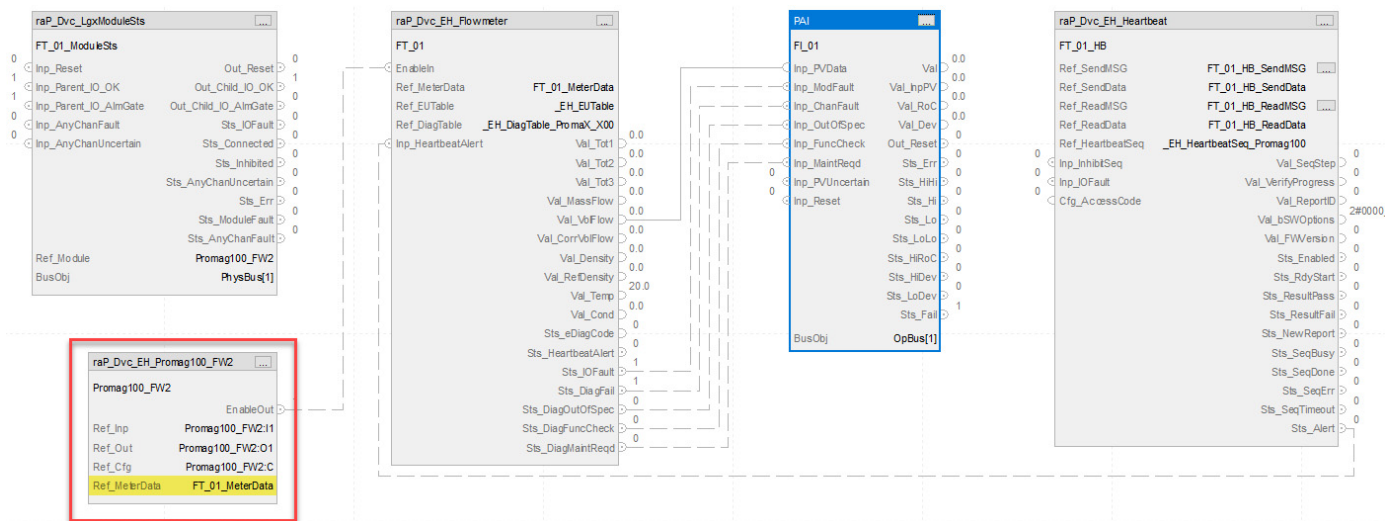 raP_Dvc_LgxModuleSts ...
FT_01_ModuleSts
0 Inp_Reset Out_Reset 0
1 Inp_Parent_IO_OK Out_Child_IO_OK 1
1 Inp_Parent_IO_AlmGate Out_Child_IO_AlmGate 0
0 Inp_AnyChanFault Sts_IOFault 0
0 Inp_AnyChanUncertain Sts_Connected 0
Sts_Inhibited 0
Sts_AnyChanUncertain 0
Sts_Err 0
Sts_ModuleFault 0
Sts_AnyChanFault 0
Ref_Module Promag100_FW2
BusObj PhysBus[1]
raP_Dvc_EH_Promag100_FW2 ...
Promag100_FW2
EnableOut
Ref_Inp Promag100_FW2:I1
Ref_Out Promag100_FW2:O1
Ref_Cfg Promag100_FW2:C
Ref_MeterData FT_01_MeterData
raP_Dvc_EH_Flowmeter ...
FT_01
EnableIn
Ref_MeterData FT_01_MeterData
Ref_EUTable _EH_EUTable
Ref_DiagTable _EH_DiagTable_PromaX_X00
Inp_HeartbeatAlert Val_Tot1 0.0
Val_Tot2 0.0
Val_Tot3 0.0
Val_MassFlow 0.0
Val_VolFlow 0.0
Val_CorrVolFlow 0.0
Val_Density 0.0
Val_RefDensity 0.0
Val_Temp 20.0
Val_Cond 0.0
Sts_eDiagCode 0
Sts_HeartbeatAlert 0
Sts_IOFault 1
Sts_DiagFail 1
Sts_DiagOutOfSpec 0
Sts_DiagFuncCheck 0
Sts_DiagMaintReqd 0
PAI ...
FI_01
Inp_PVData Val 0.0
Inp_ModFault Val_InpPV 0.0
Inp_ChanFault Val_RoC 0.0
Inp_OutOfSpec Val_Dev 0.0
Inp_FuncCheck Out_Reset 0
Inp_MaintReqd Sts_Err 0
0 Inp_PVUncertain Sts_HiHi 0
0 Inp_Reset Sts_Hi 0
Sts_Lo 0
Sts_LoLo 0
Sts_HiRoC 0
Sts_HiDev 0
Sts_LoDev 0
Sts_Fail 1
BusObj OpBus[1]
raP_Dvc_EH_Heartbeat ...
FT_01_HB
Ref_SendMSG FT_01_HB_SendMSG ...
Ref_SendData FT_01_HB_SendData
Ref_ReadMSG FT_01_HB_ReadMSG ...
Ref_ReadData FT_01_HB_ReadData
Ref_HeartbeatSeq _EH_HeartbeatSeq_Promag100
0 Inp_InhibitSeq Val_SeqStep 0
0 Inp_IOFault Val_VerifyProgress 0
0 Cfg_AccessCode Val_ReportID 0
Val_bSWOptions 2#0000_
Val_FWVersion 0
Sts_Enabled 0
Sts_RdyStart 0
Sts_ResultPass 0
Sts_ResultFail 0
Sts_NewReport 0
Sts_SeqBusy 0
Sts_SeqDone 0
Sts_SeqErr 0
Sts_SeqTimeout 0
Sts_Alert 0